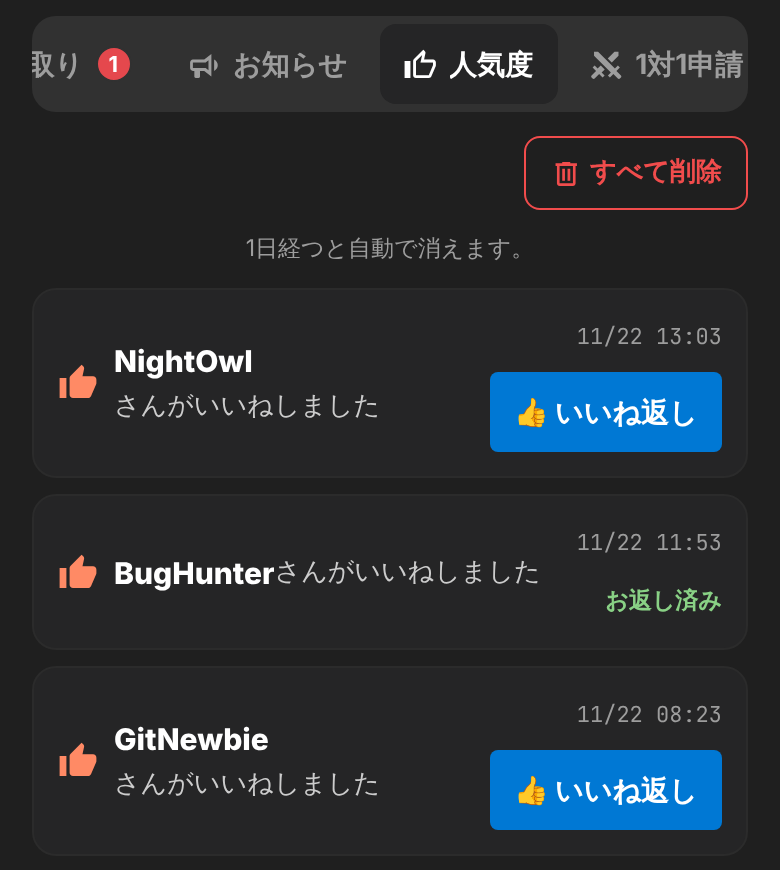 取り 1 お知らせ 人気度 1対1申請
すべて削除
1日経つと自動で消えます。
11/22 13:03
NightOwl
さんがいいねしました
👍 いいね返し
11/22 11:53
BugHunterさんがいいねしました
お返し済み
11/22 08:23
GitNewbie
さんがいいねしました
👍 いいね返し